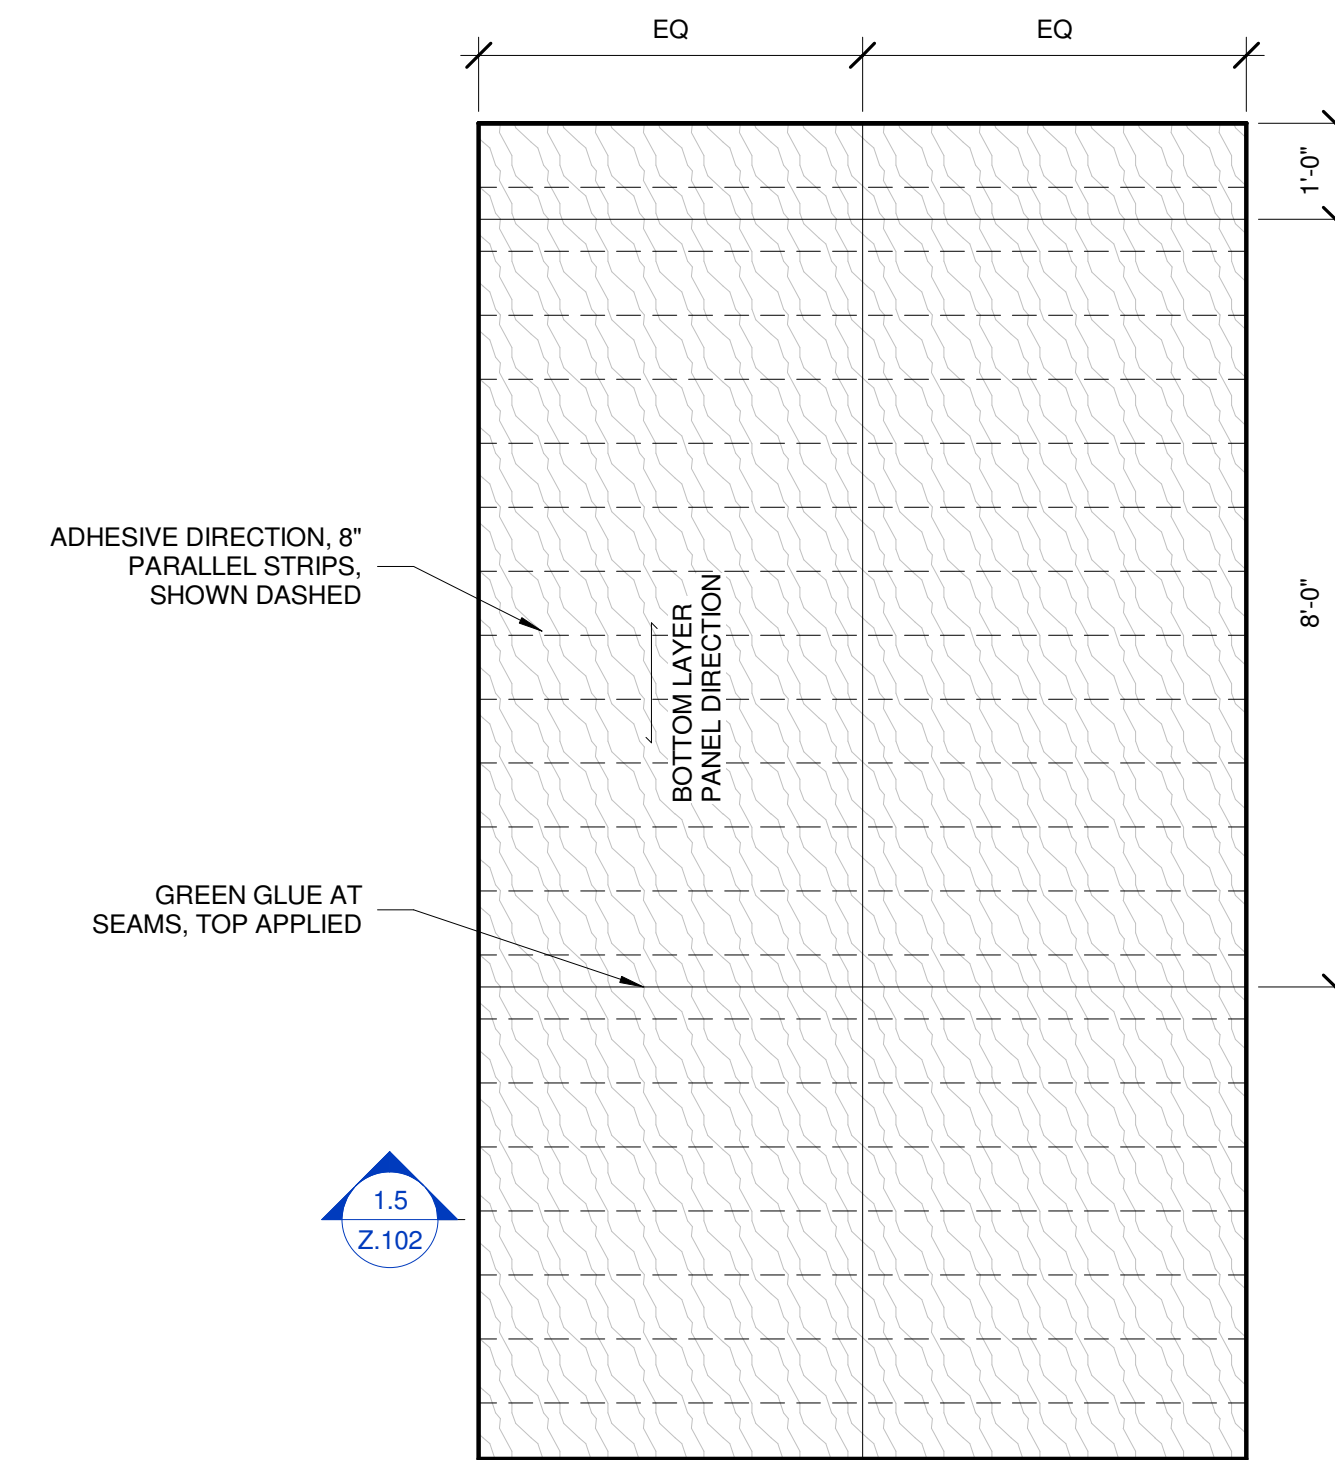 EQ
EQ
1'-0"
8'-0"
ADHESIVE DIRECTION, 8"
PARALLEL STRIPS,
SHOWN DASHED
BOTTOM LAYER
PANEL DIRECTION
GREEN GLUE AT
SEAMS, TOP APPLIED
1.5
Z.102